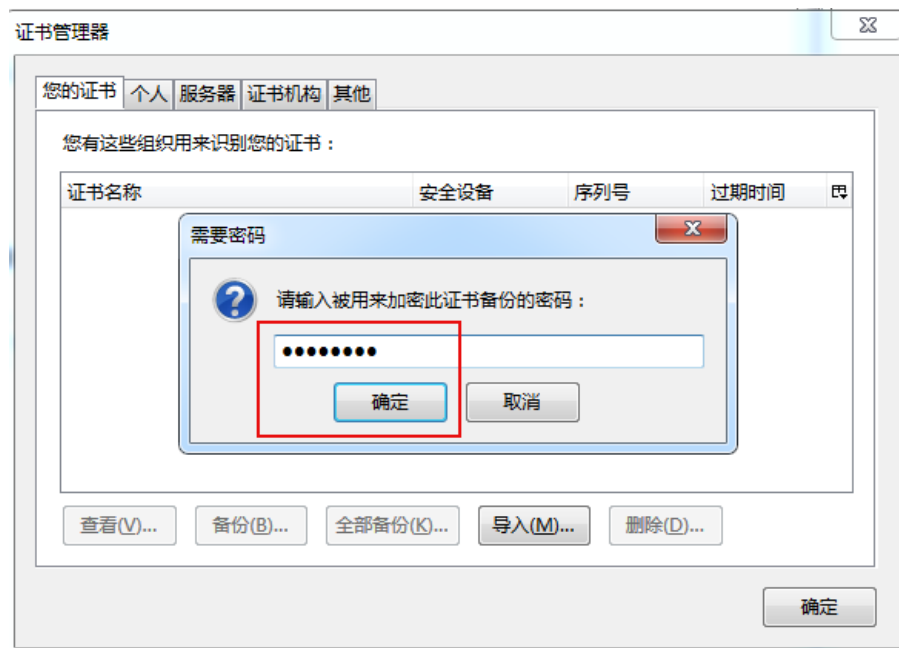 证书管理器
您的证书 个人 服务器 证书机构 其他
您有这些组织用来识别您的证书：
证书名称 安全设备 序列号 过期时间
需要密码
请输入被用来加密此证书备份的密码：
●●●●●●●●
确定 取消
查看(V)... 备份(B)... 全部备份(K)... 导入(M)... 删除(D)...
确定